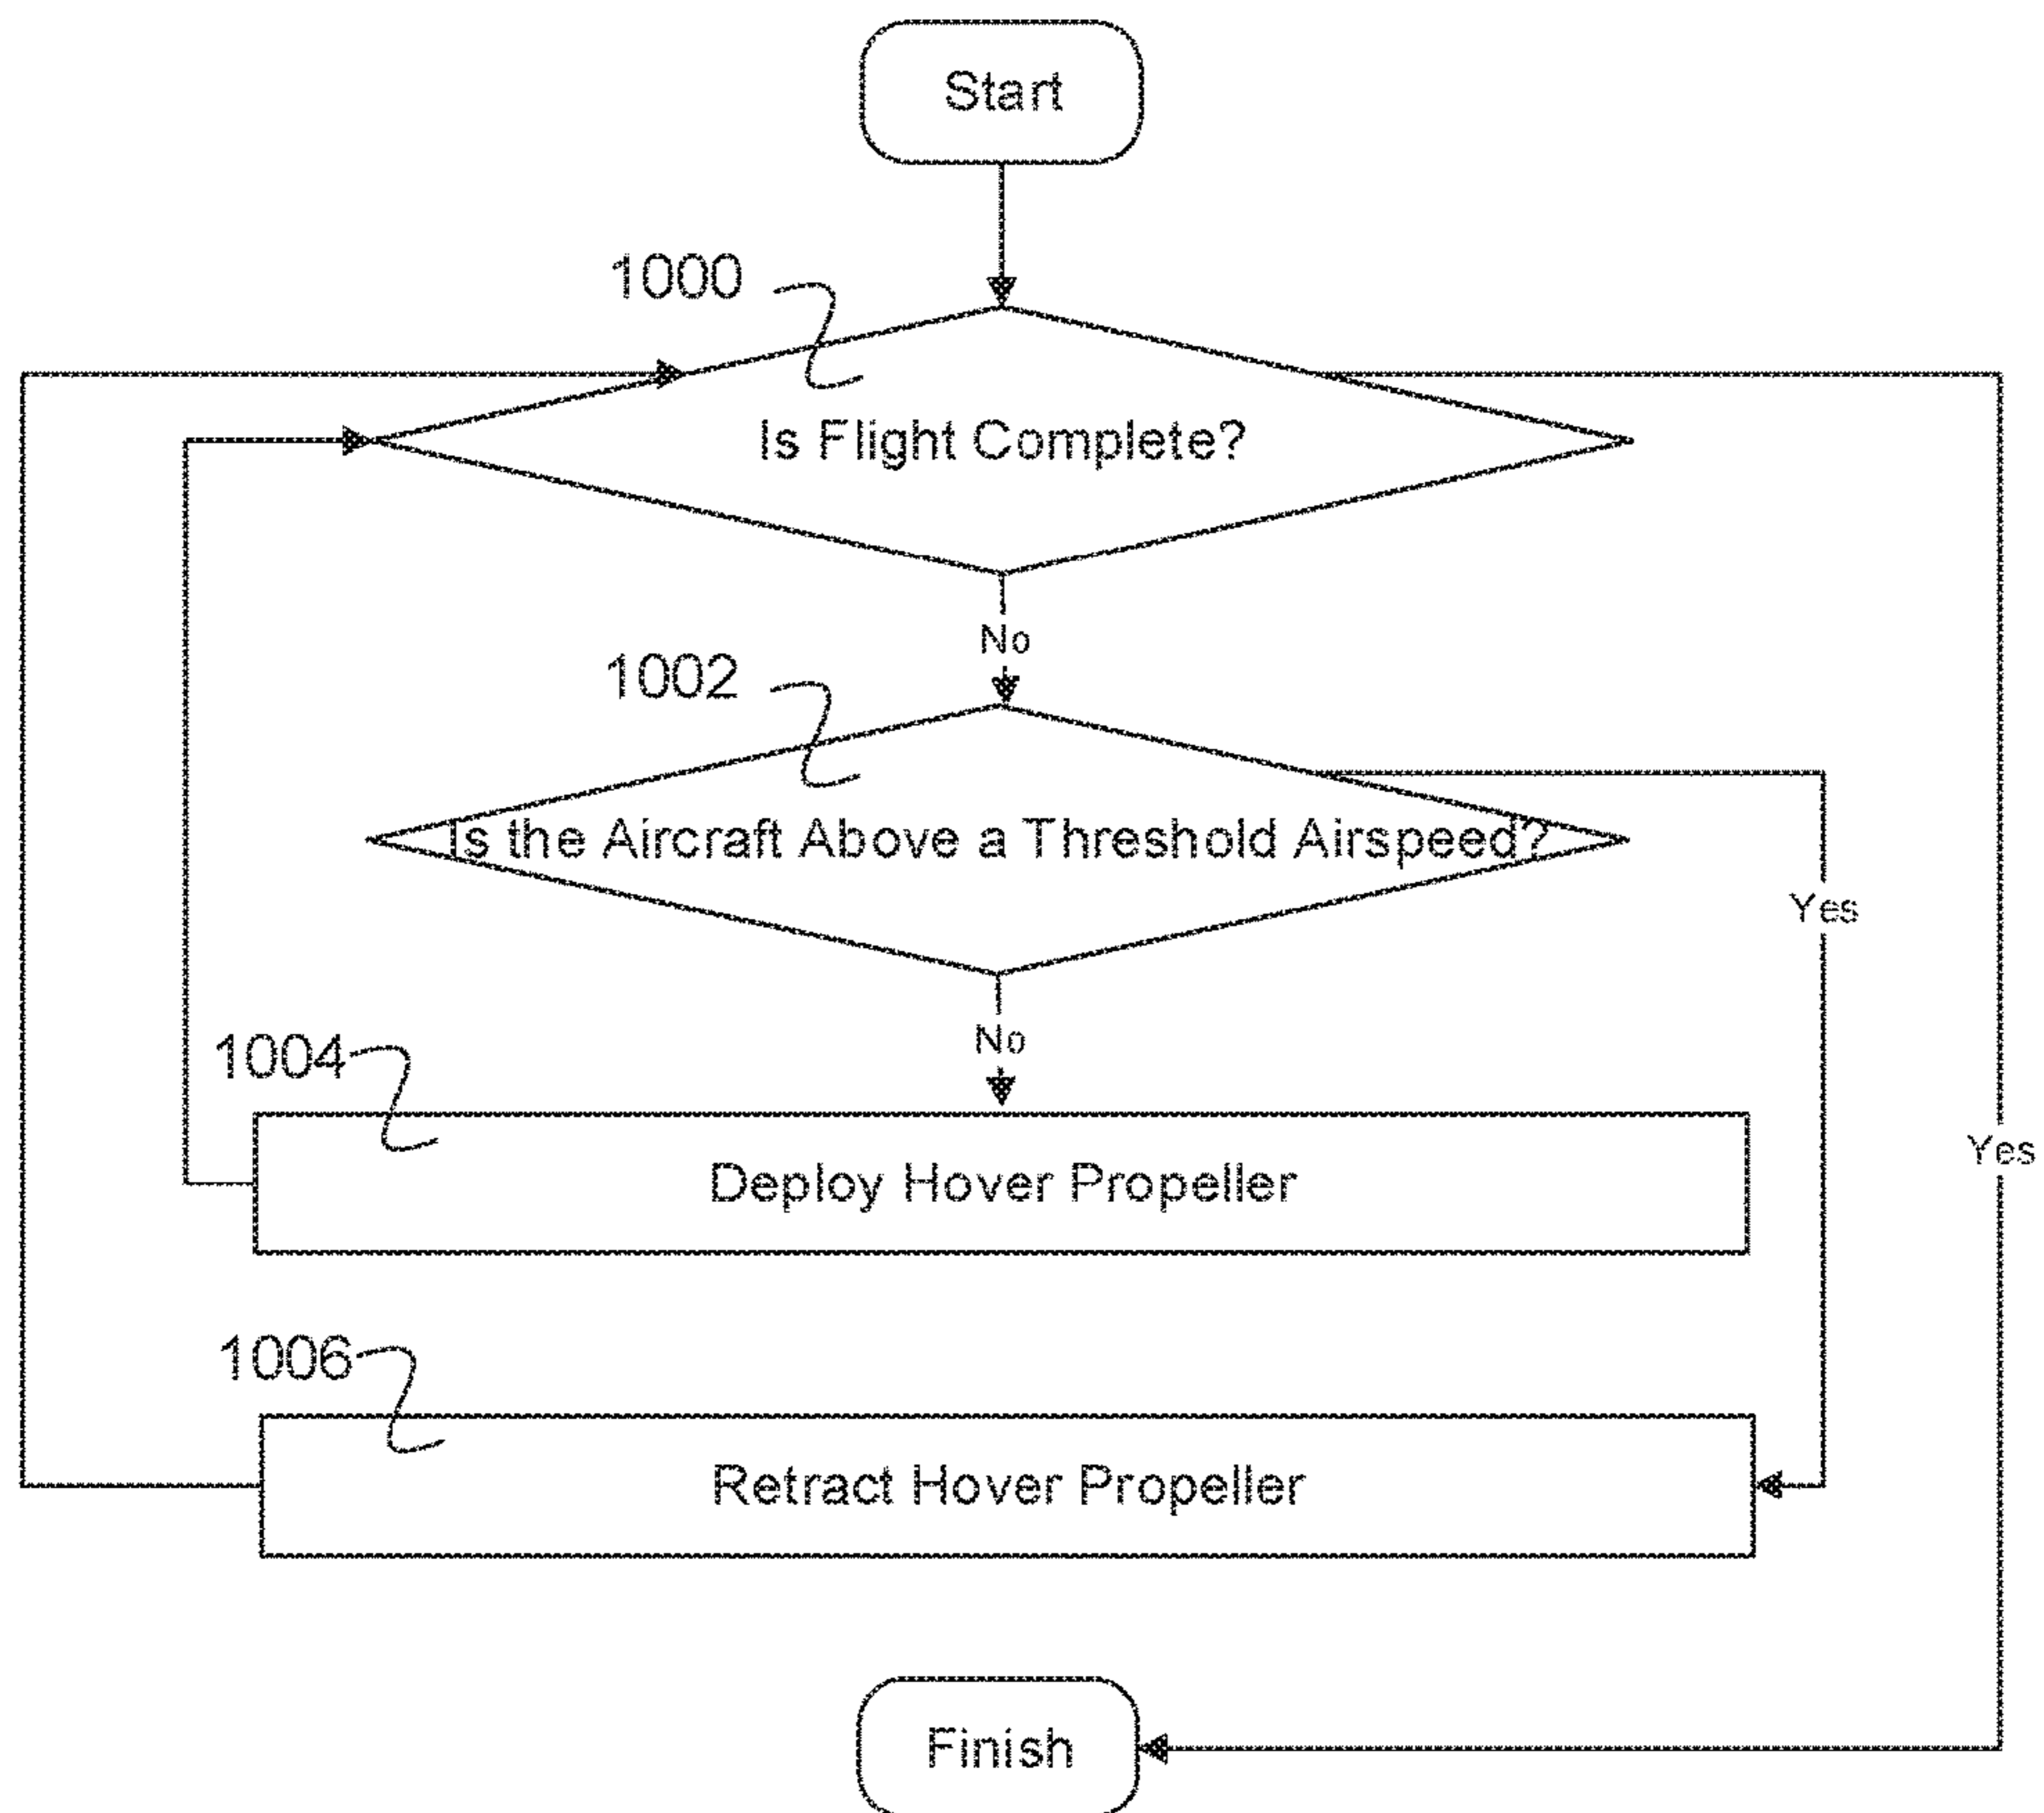 Start
1000
Is Flight Complete?
No
1002
Is the Aircraft Above a Threshold Airspeed?
Yes
No
1004
Yes
Deploy Hover Propeller
1006
Retract Hover Propeller
Finish